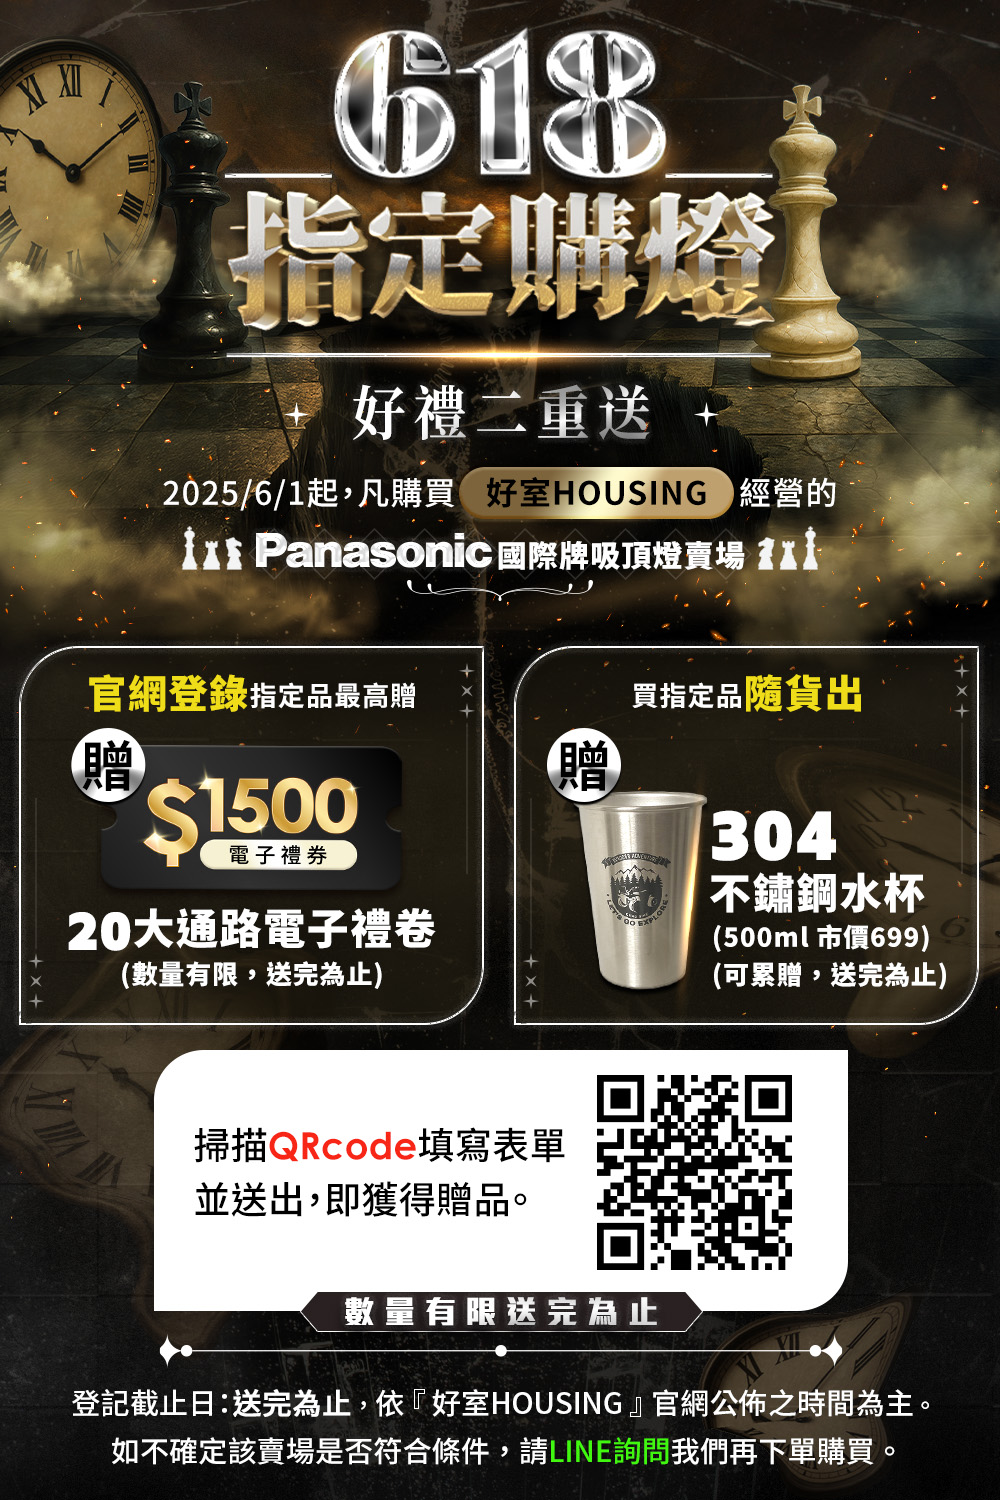 618
指定購燈
好禮二重送
2025/6/1起,凡購買 好室HOUSING 經營的
Panasonic 國際牌吸頂燈賣場
官網登錄指定品最高贈
贈
$1500
電子禮券
20大通路電子禮卷
(數量有限，送完為止)
買指定品隨貨出
贈
LET'S GO EXPLORE
304
不鏽鋼水杯
(500ml 市價699)
(可累贈，送完為止)
掃描QRcode填寫表單
並送出,即獲得贈品。
數量有限送完為止
登記截止日:送完為止，依『好室HOUSING』官網公佈之時間為主。
如不確定該賣場是否符合條件，請LINE詢問我們再下單購買。